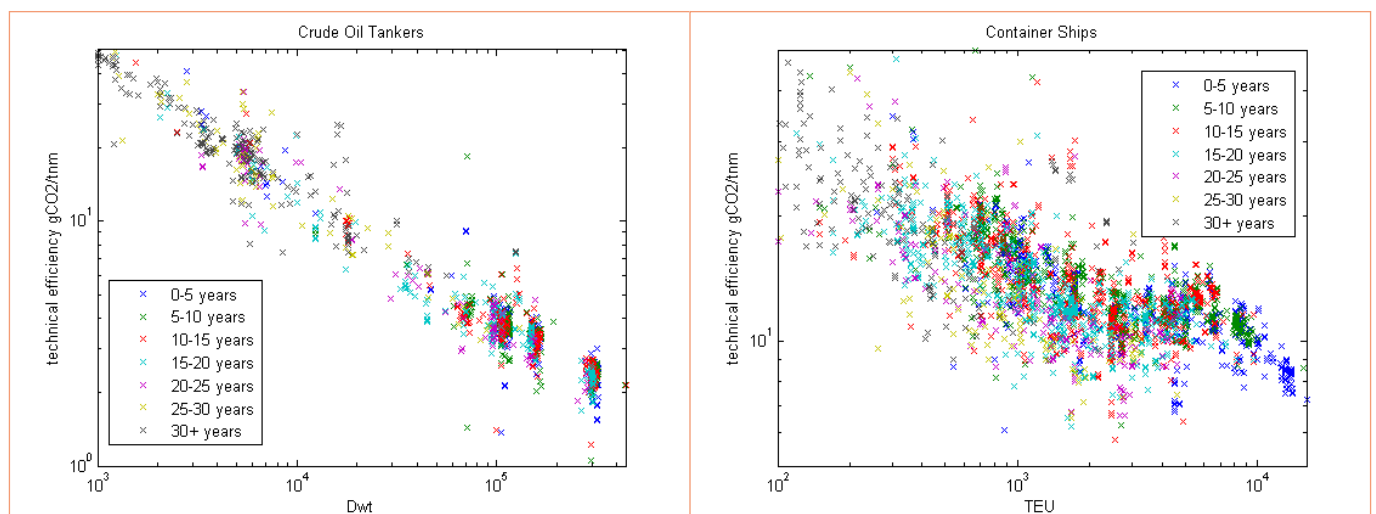 Crude Oil Tankers
technical efficiency gCO2/tnm
10^1
10^0
0-5 years
5-10 years
10-15 years
15-20 years
20-25 years
25-30 years
30+ years
10^3
10^4
10^5
Dwt
Container Ships
technical efficiency gCO2/tnm
10^1
0-5 years
5-10 years
10-15 years
15-20 years
20-25 years
25-30 years
30+ years
10^2
10^3
10^4
TEU